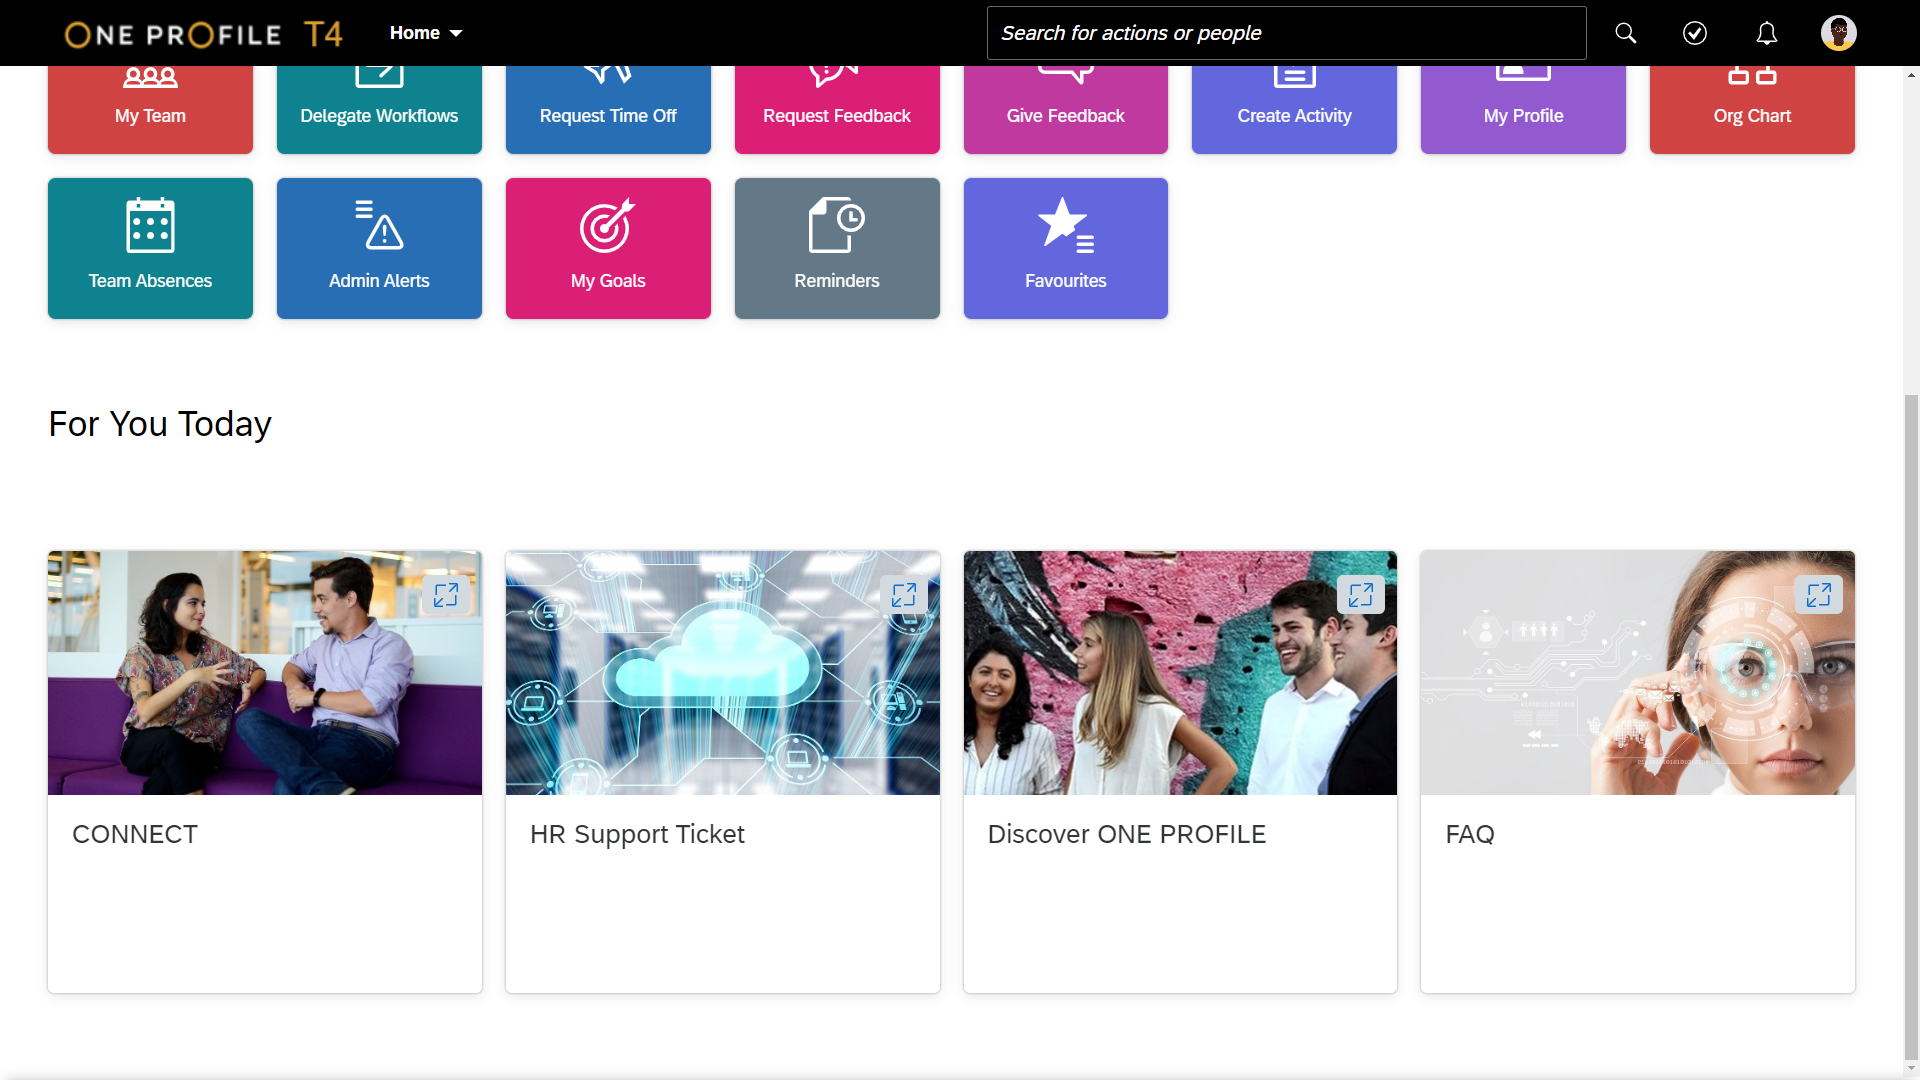 ONE PROFILE T4
Home
Search for actions or people
My Team
Delegate Workflows
Request Time Off
Request Feedback
Give Feedback
Create Activity
My Profile
Org Chart
Team Absences
Admin Alerts
My Goals
Reminders
Favourites
For You Today
CONNECT
HR Support Ticket
Discover ONE PROFILE
FAQ